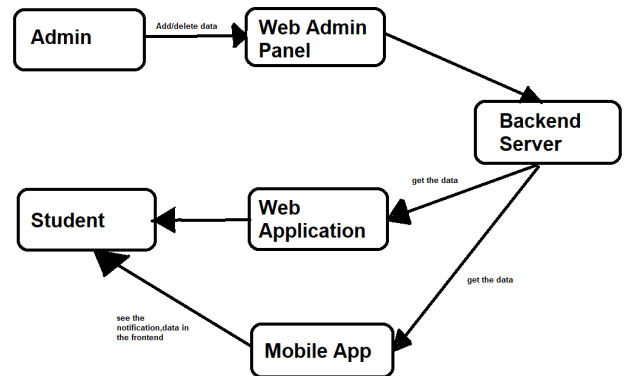 Admin
Add/delete data
Web Admin
Panel
Backend
Server
get the data
Student
Web
Application
get the data
see the
notification,data in
the frontend
Mobile App